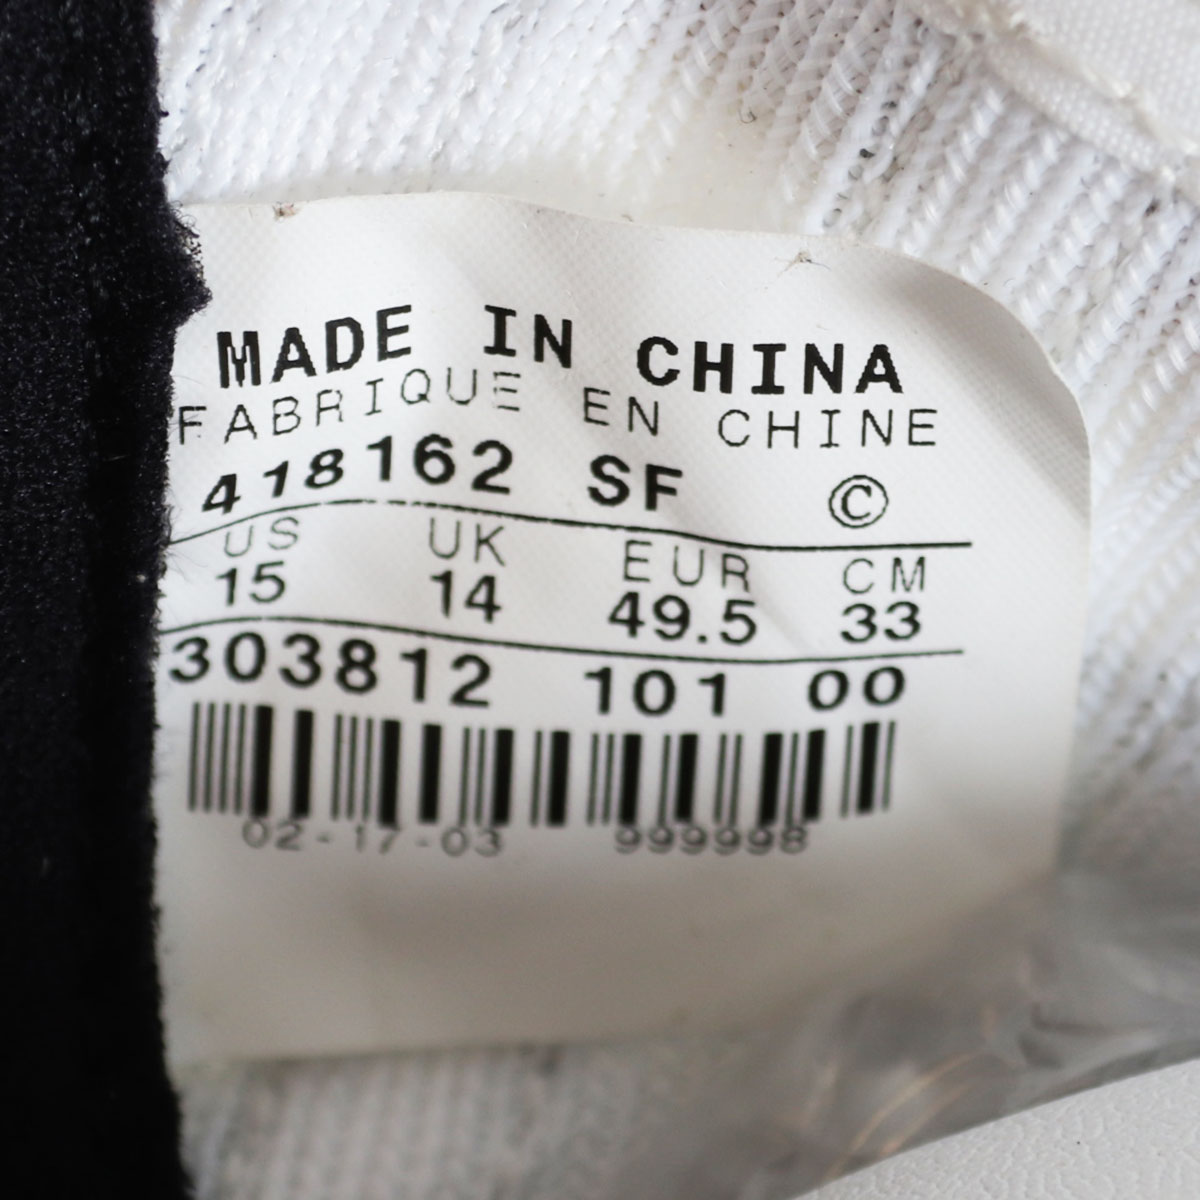 MADE IN CHINA
FABRIQUE EN CHINE
418162 SF ©
US UK EUR CM
15 14 49.5 33
303812 101 00
02-17-03 999998